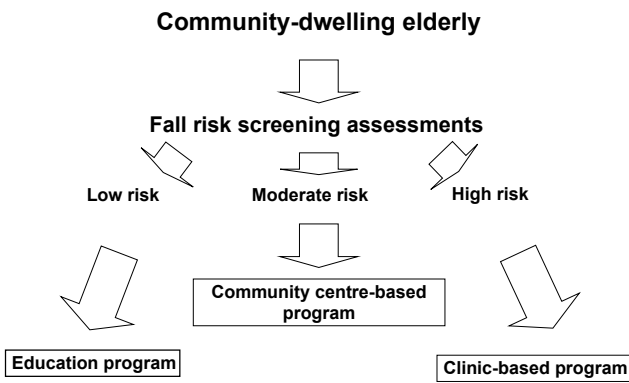 Community-dwelling elderly
Fall risk screening assessments
Low risk
Moderate risk
High risk
Community centre-based
program
Education program
Clinic-based program